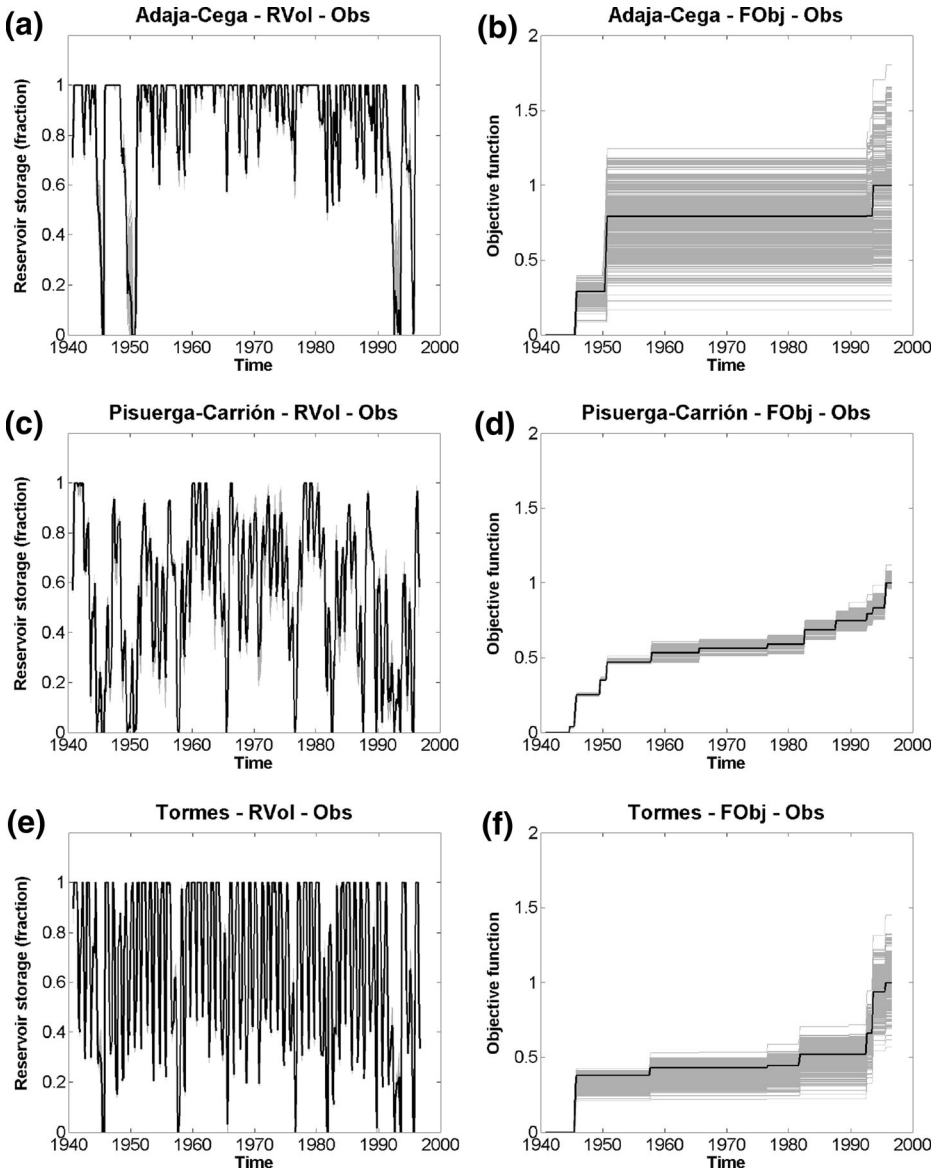 (a)
Adaja-Cega - RVol - Obs
Reservoir storage (fraction)
1
0.8
0.6
0.4
0.2
0
1940 1950 1960 1970 1980 1990 2000
Time
(b)
Adaja-Cega - FObj - Obs
Objective function
2
1.5
1
0.5
0
1940 1950 1960 1970 1980 1990 2000
Time
(c)
Pisuerga-Carrión - RVol - Obs
Reservoir storage (fraction)
1
0.8
0.6
0.4
0.2
0
1940 1950 1960 1970 1980 1990 2000
Time
(d)
Pisuerga-Carrión - FObj - Obs
Objective function
2
1.5
1
0.5
0
1940 1950 1960 1970 1980 1990 2000
Time
(e)
Tormes - RVol - Obs
Reservoir storage (fraction)
1
0.8
0.6
0.4
0.2
0
1940 1950 1960 1970 1980 1990 2000
Time
(f)
Tormes - FObj - Obs
Objective function
2
1.5
1
0.5
0
1940 1950 1960 1970 1980 1990 2000
Time